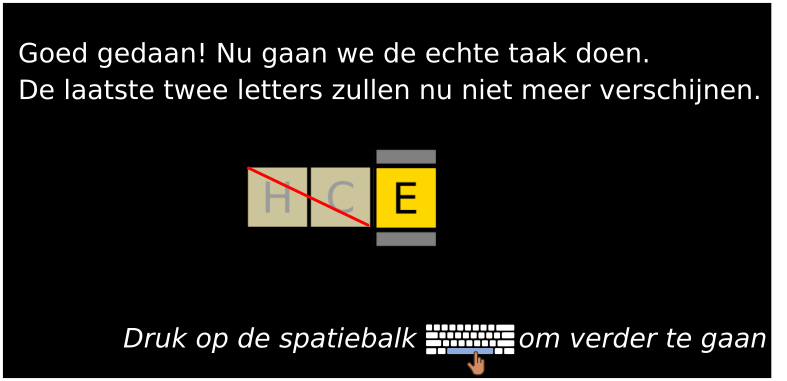 Goed gedaan! Nu gaan we de echte taak doen.
De laatste twee letters zullen nu niet meer verschijnen.
H C E
Druk op de spatiebalk om verder te gaan